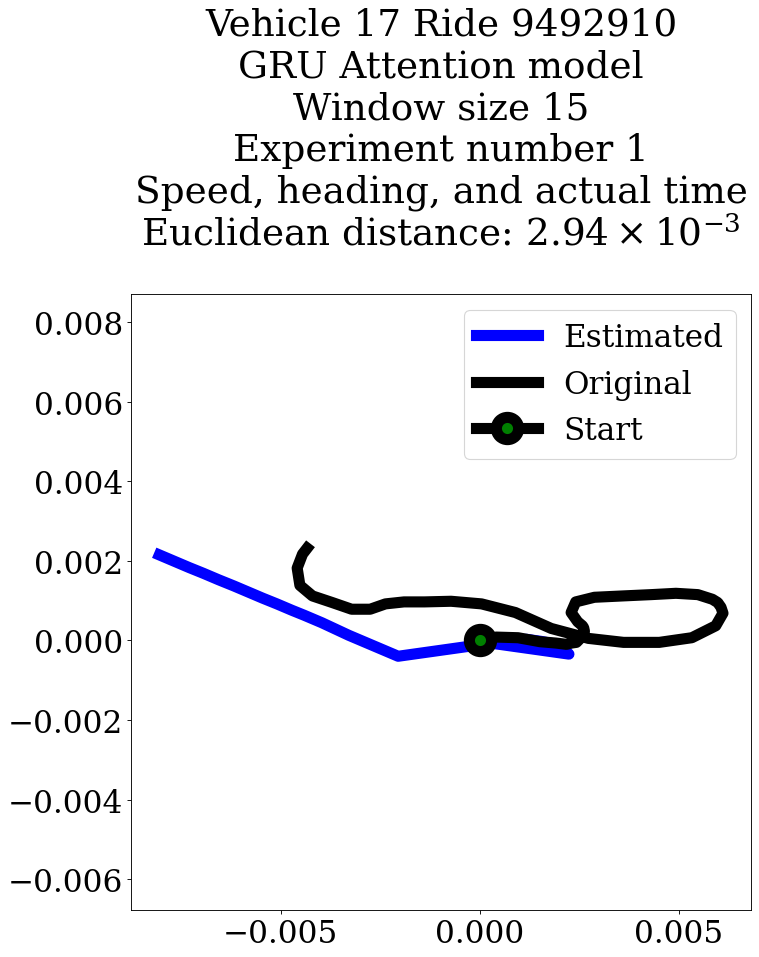 Vehicle 17 Ride 9492910
GRU Attention model
Window size 15
Experiment number 1
Speed, heading, and actual time
Euclidean distance: 2.94 × 10⁻³
Estimated
Original
Start
0.008
0.006
0.004
0.002
0.000
−0.002
−0.004
−0.006
−0.005 0.000 0.005